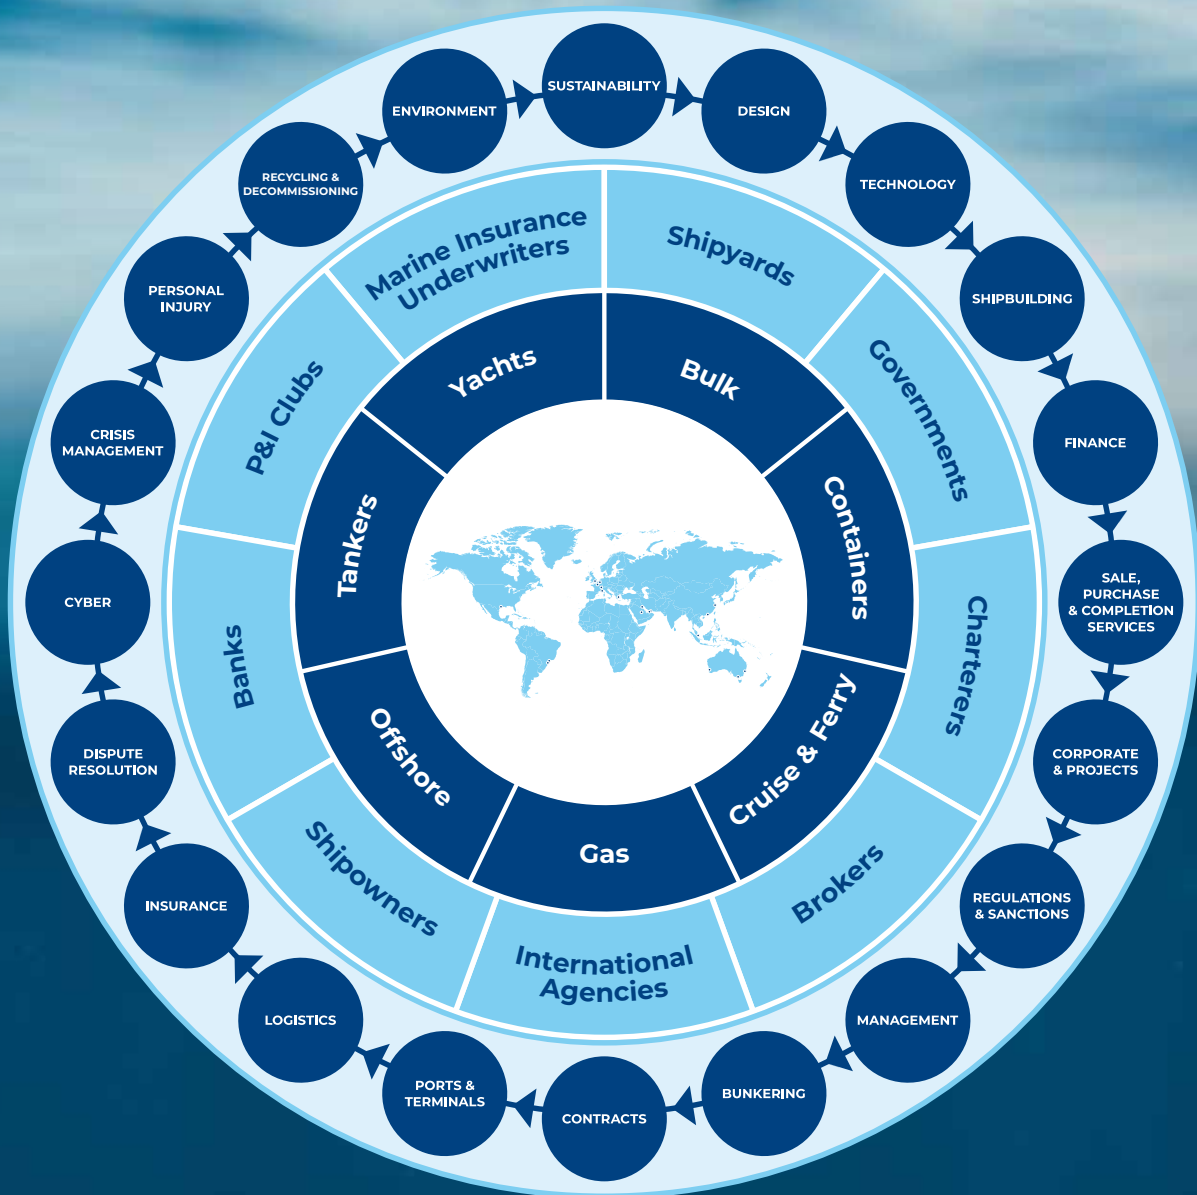 SUSTAINABILITY
DESIGN
TECHNOLOGY
SHIPBUILDING
FINANCE
SALE,
PURCHASE
& COMPLETION
SERVICES
CORPORATE
& PROJECTS
REGULATIONS
& SANCTIONS
MANAGEMENT
BUNKERING
CONTRACTS
PORTS &
TERMINALS
LOGISTICS
INSURANCE
DISPUTE
RESOLUTION
CYBER
CRISIS
MANAGEMENT
PERSONAL
INJURY
RECYCLING &
DECOMMISSIONING
ENVIRONMENT
Shipyards
Governments
Charterers
Brokers
International
Agencies
Shipowners
Banks
P&I Clubs
Marine Insurance
Underwriters
Bulk
Containers
Cruise & Ferry
Gas
Offshore
Tankers
Yachts